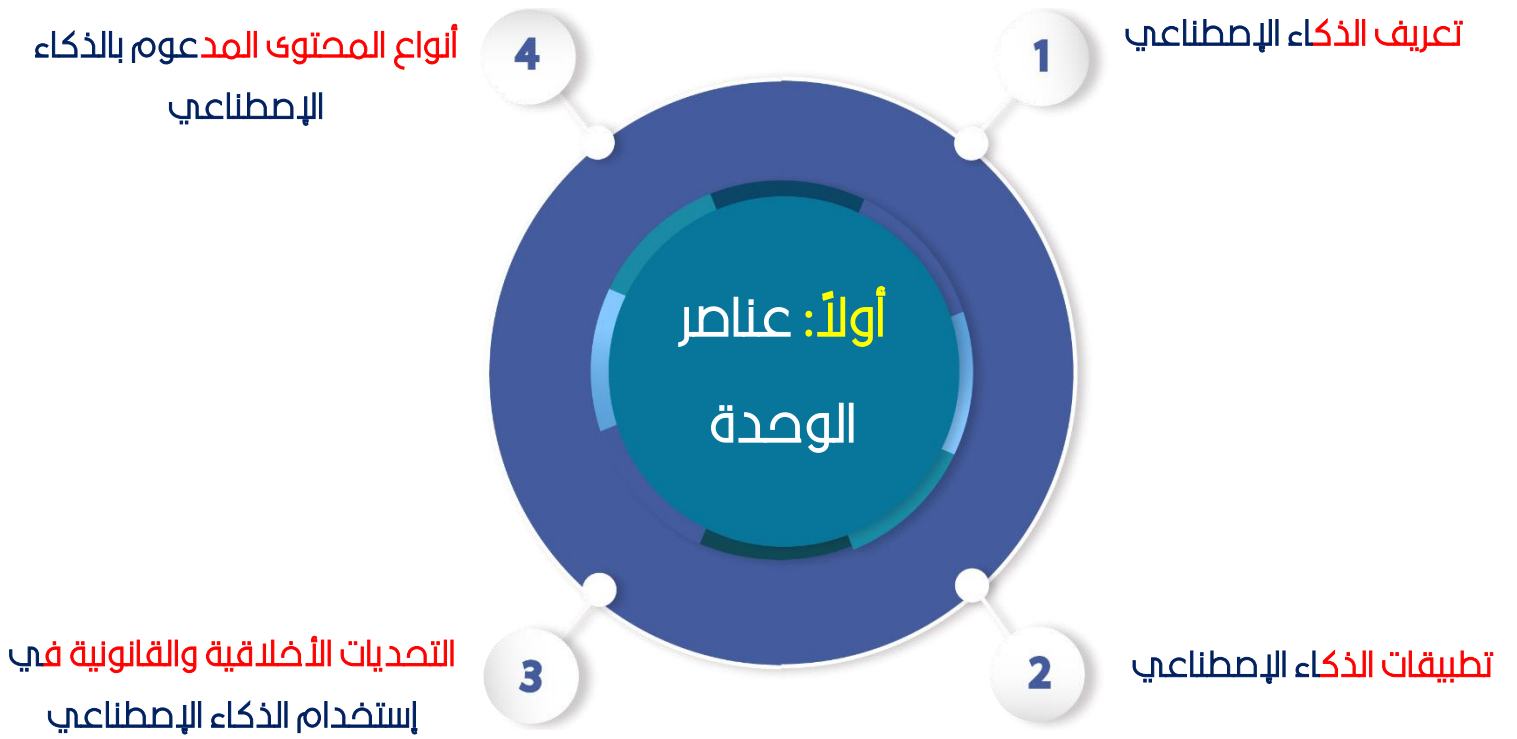 أولاً: عناصر
الوحدة
1
تعريف الذكاء الإصطناعي
2
تطبيقات الذكاء الإصطناعي
3
التحديات الأخلاقية والقانونية في
إستخدام الذكاء الإصطناعي
4
أنواع المحتوى المدعوم بالذكاء
الإصطناعي